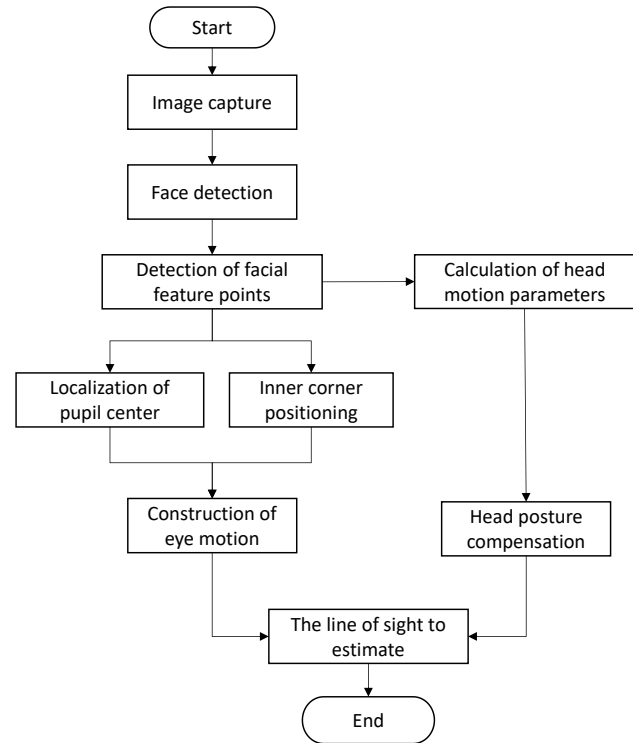 Start
Image capture
Face detection
Detection of facial
feature points
Calculation of head
motion parameters
Localization of
pupil center
Inner corner
positioning
Construction of
eye motion
Head posture
compensation
The line of sight to
estimate
End